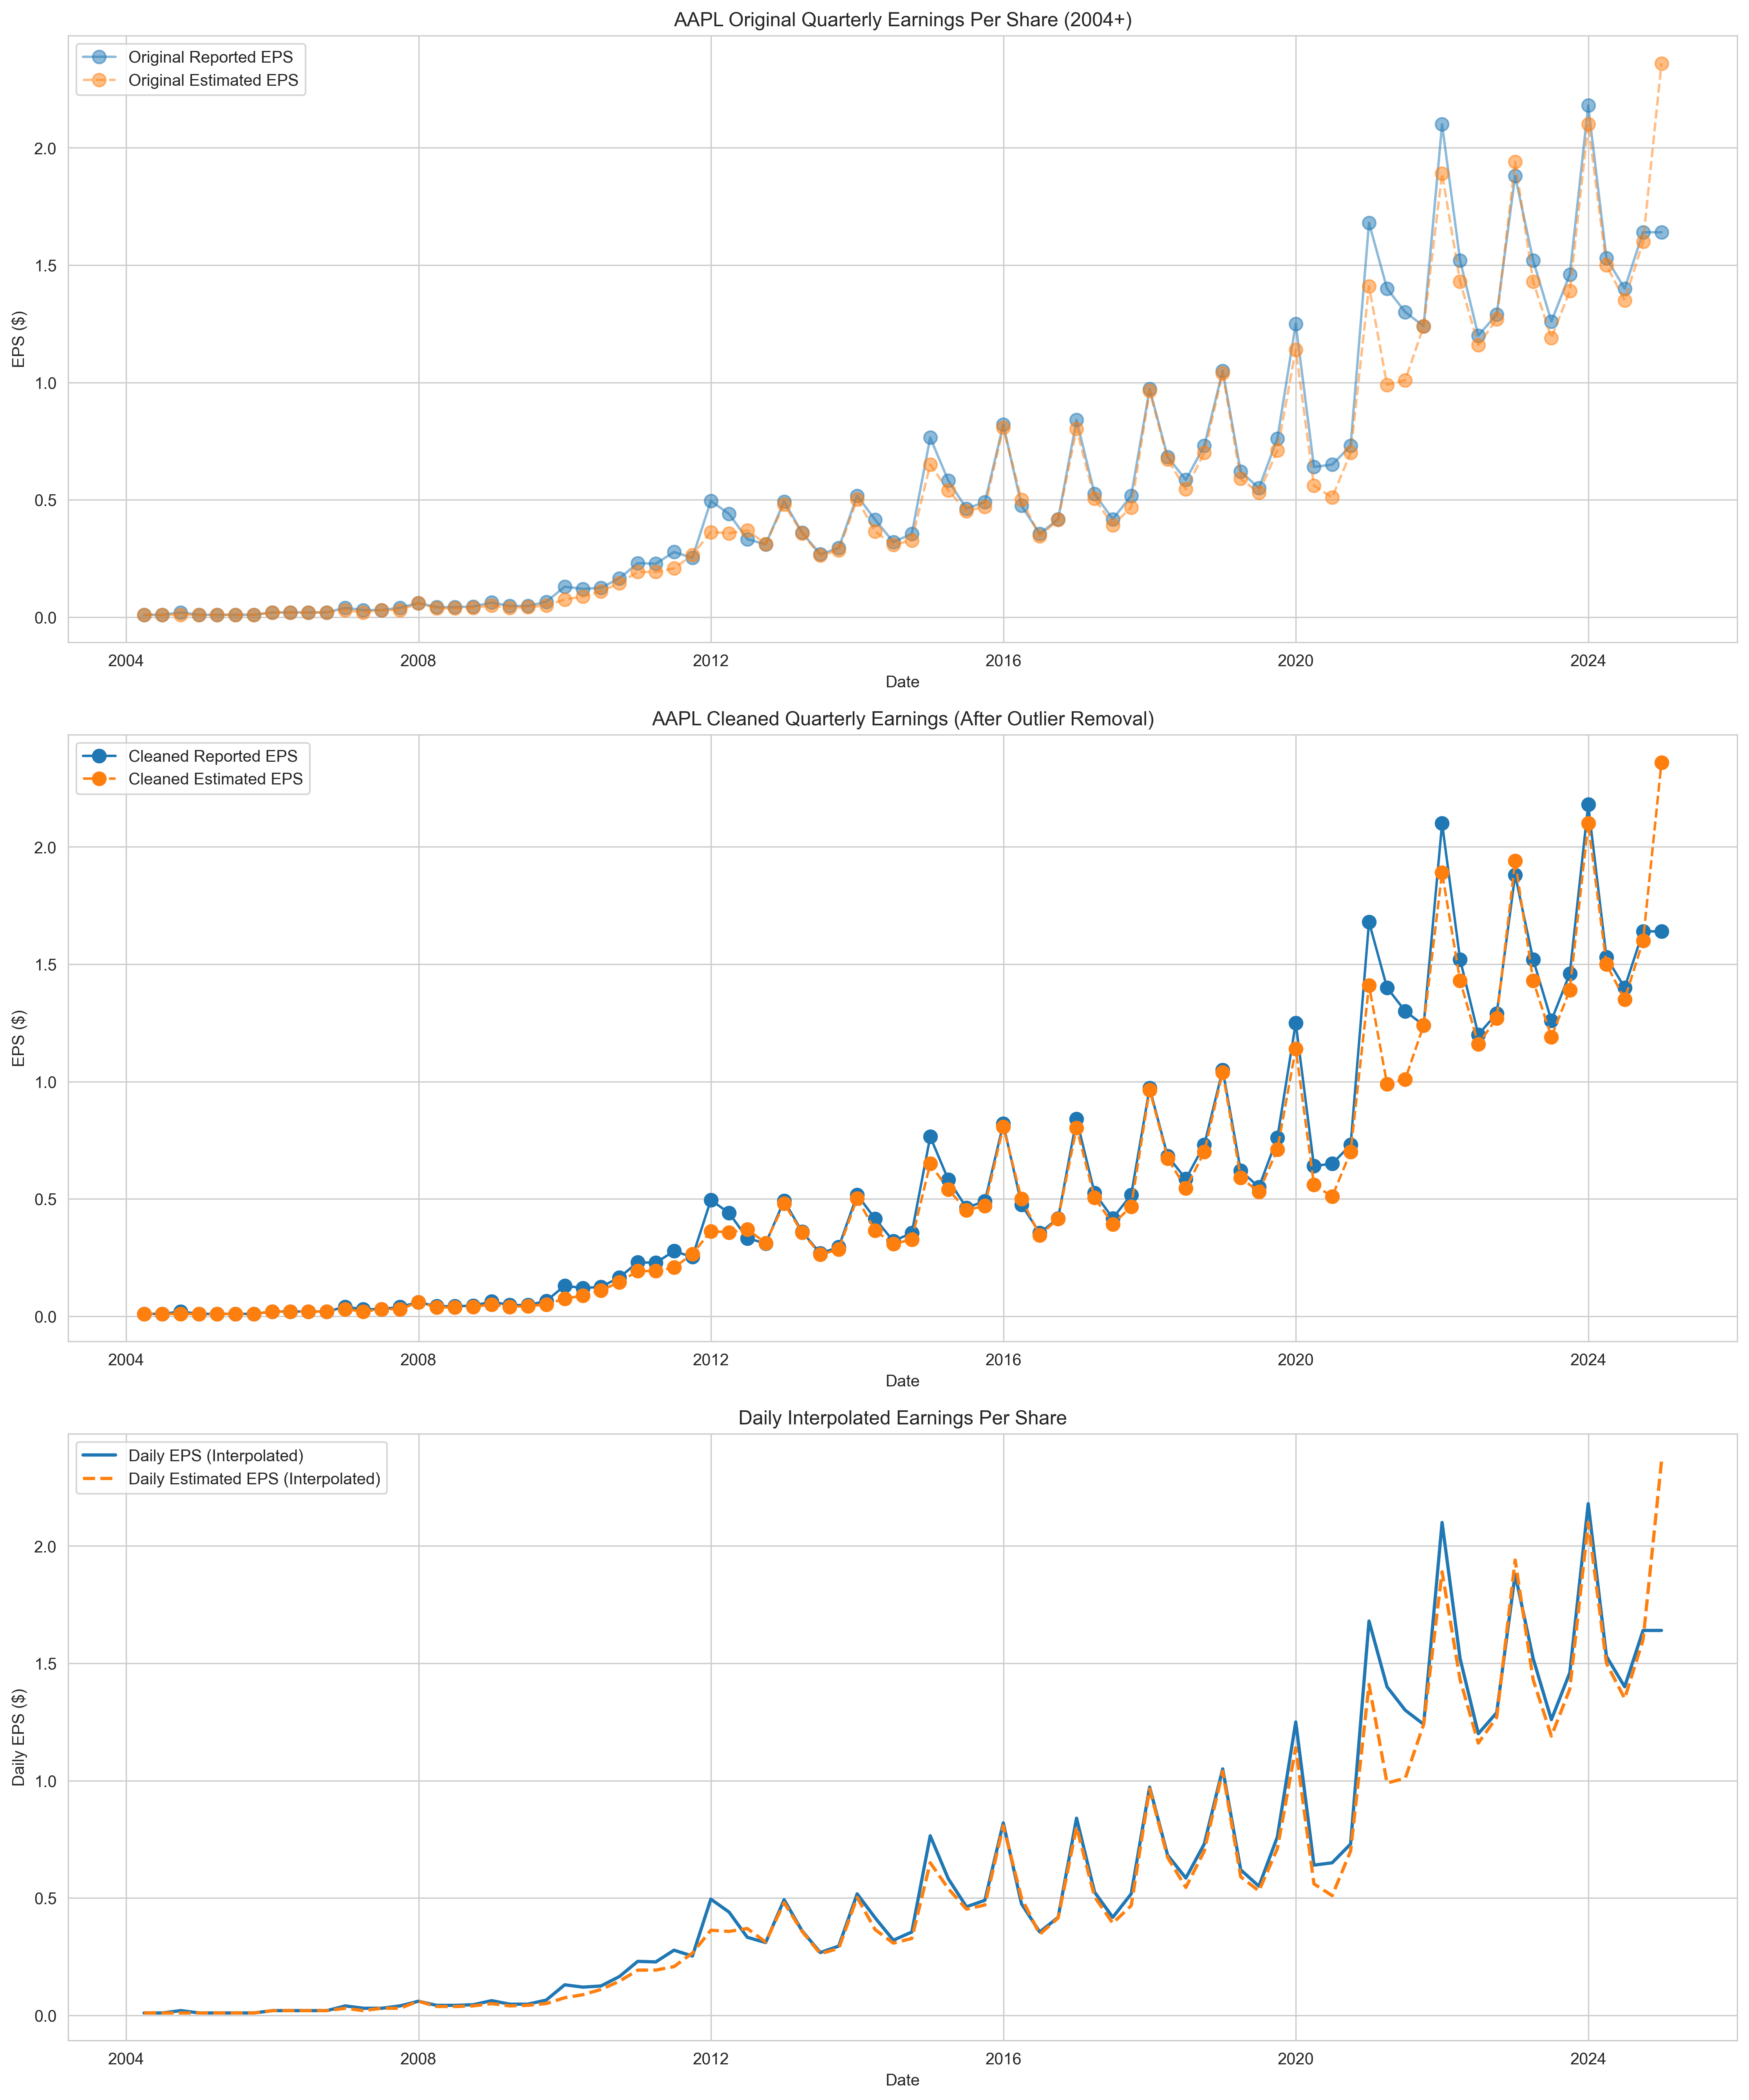 AAPL Original Quarterly Earnings Per Share (2004+)
Original Reported EPS
Original Estimated EPS
EPS ($)
2.0
1.5
1.0
0.5
0.0
2004 2008 2012 2016 2020 2024
Date
AAPL Cleaned Quarterly Earnings (After Outlier Removal)
Cleaned Reported EPS
Cleaned Estimated EPS
EPS ($)
2.0
1.5
1.0
0.5
0.0
2004 2008 2012 2016 2020 2024
Date
Daily Interpolated Earnings Per Share
Daily EPS (Interpolated)
Daily Estimated EPS (Interpolated)
Daily EPS ($)
2.0
1.5
1.0
0.5
0.0
2004 2008 2012 2016 2020 2024
Date